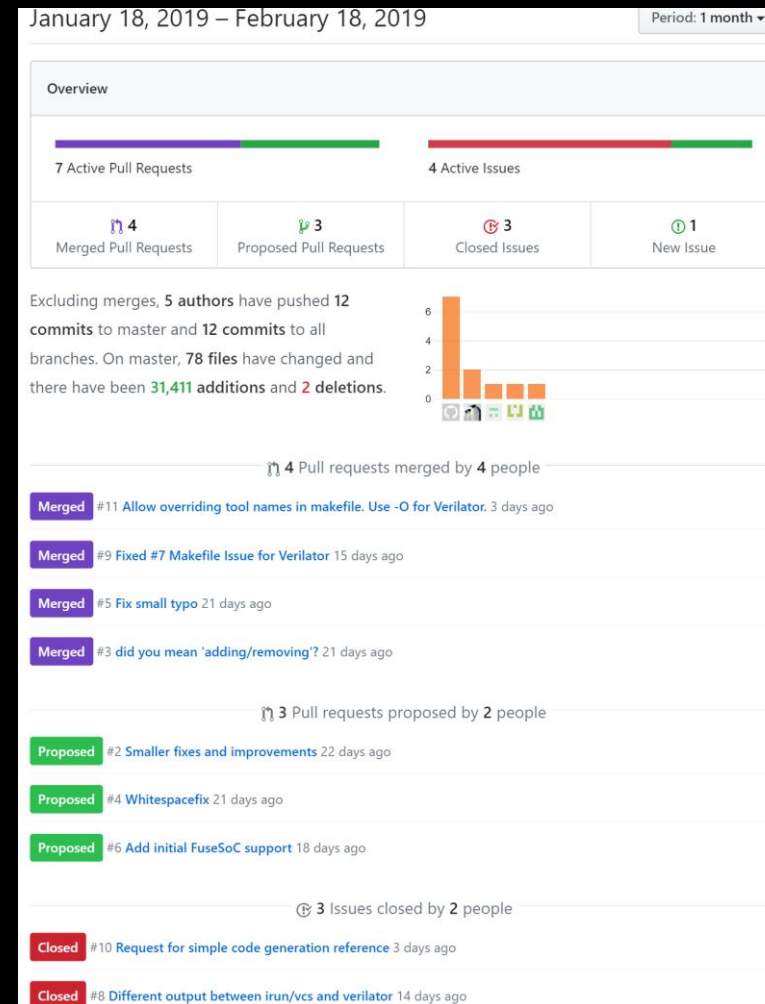 January 18, 2019 – February 18, 2019
Period: 1 month
Overview
7 Active Pull Requests
4 Active Issues
4
Merged Pull Requests
3
Proposed Pull Requests
3
Closed Issues
1
New Issue
Excluding merges, 5 authors have pushed 12
commits to master and 12 commits to all
branches. On master, 78 files have changed and
there have been 31,411 additions and 2 deletions.
6
4
2
0
4 Pull requests merged by 4 people
Merged #11 Allow overriding tool names in makefile. Use -O for Verilator. 3 days ago
Merged #9 Fixed #7 Makefile Issue for Verilator 15 days ago
Merged #5 Fix small typo 21 days ago
Merged #3 did you mean 'adding/removing'? 21 days ago
3 Pull requests proposed by 2 people
Proposed #2 Smaller fixes and improvements 22 days ago
Proposed #4 Whitespacefix 21 days ago
Proposed #6 Add initial FuseSoC support 18 days ago
3 Issues closed by 2 people
Closed #10 Request for simple code generation reference 3 days ago
Closed #8 Different output between irun/vcs and verilator 14 days ago